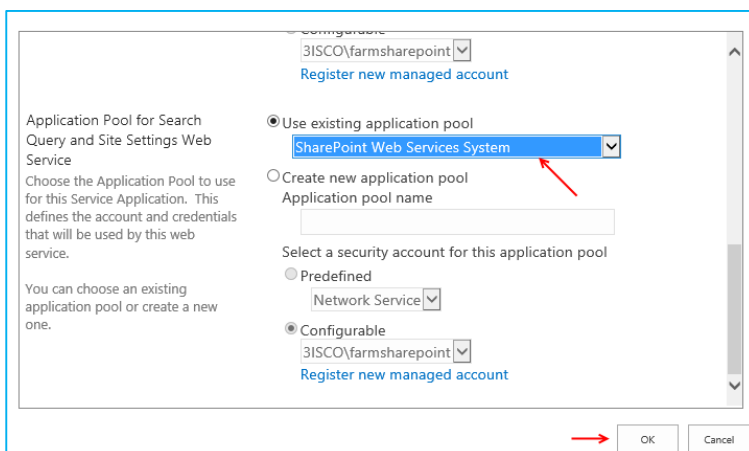 Configurable
3ISCO\farmsharepoint
Register new managed account
Application Pool for Search
Query and Site Settings Web
Service
Choose the Application Pool to use
for this Service Application. This
defines the account and credentials
that will be used by this web
service.
You can choose an existing
application pool or create a new
one.
Use existing application pool
SharePoint Web Services System
Create new application pool
Application pool name
Select a security account for this application pool
Predefined
Network Service
Configurable
3ISCO\farmsharepoint
Register new managed account
OK
Cancel